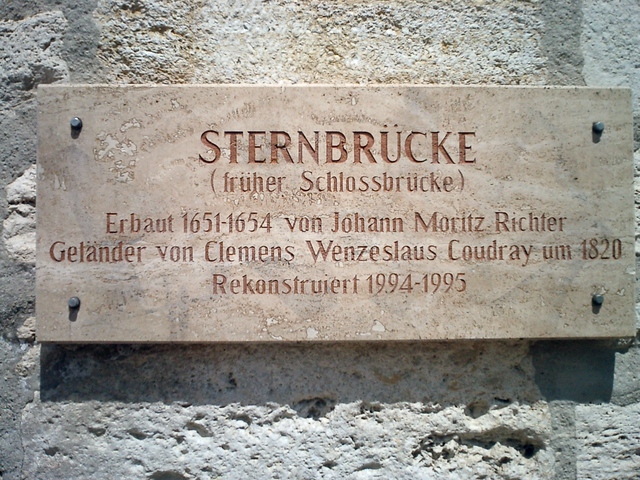 STERNBRÜCKE
(früher Schlossbrücke)
Erbaut 1651-1654 von Johann Moritz Richter
Geländer von Clemens Wenzeslaus Coudray um 1820
Rekonstruiert 1994-1995